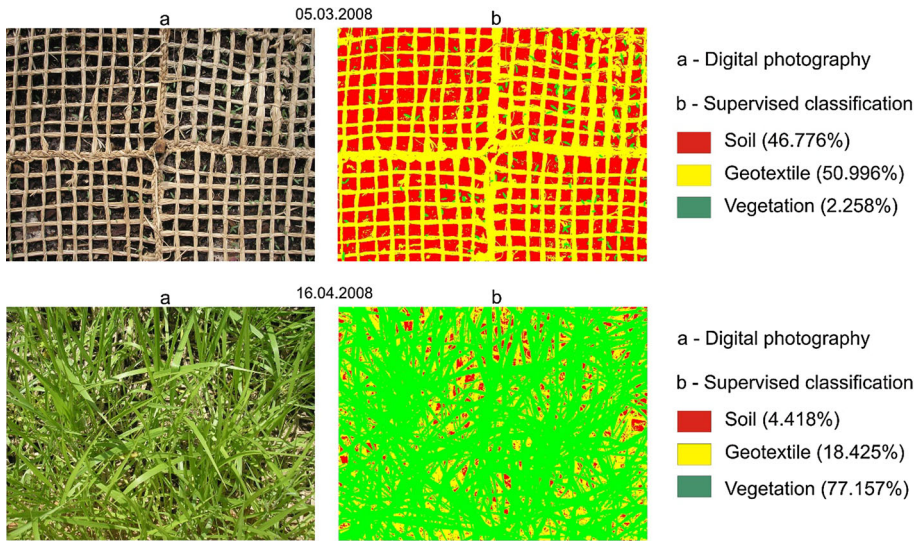 05.03.2008
a
b
a - Digital photography
b - Supervised classification
Soil (46.776%)
Geotextile (50.996%)
Vegetation (2.258%)
16.04.2008
a
b
a - Digital photography
b - Supervised classification
Soil (4.418%)
Geotextile (18.425%)
Vegetation (77.157%)